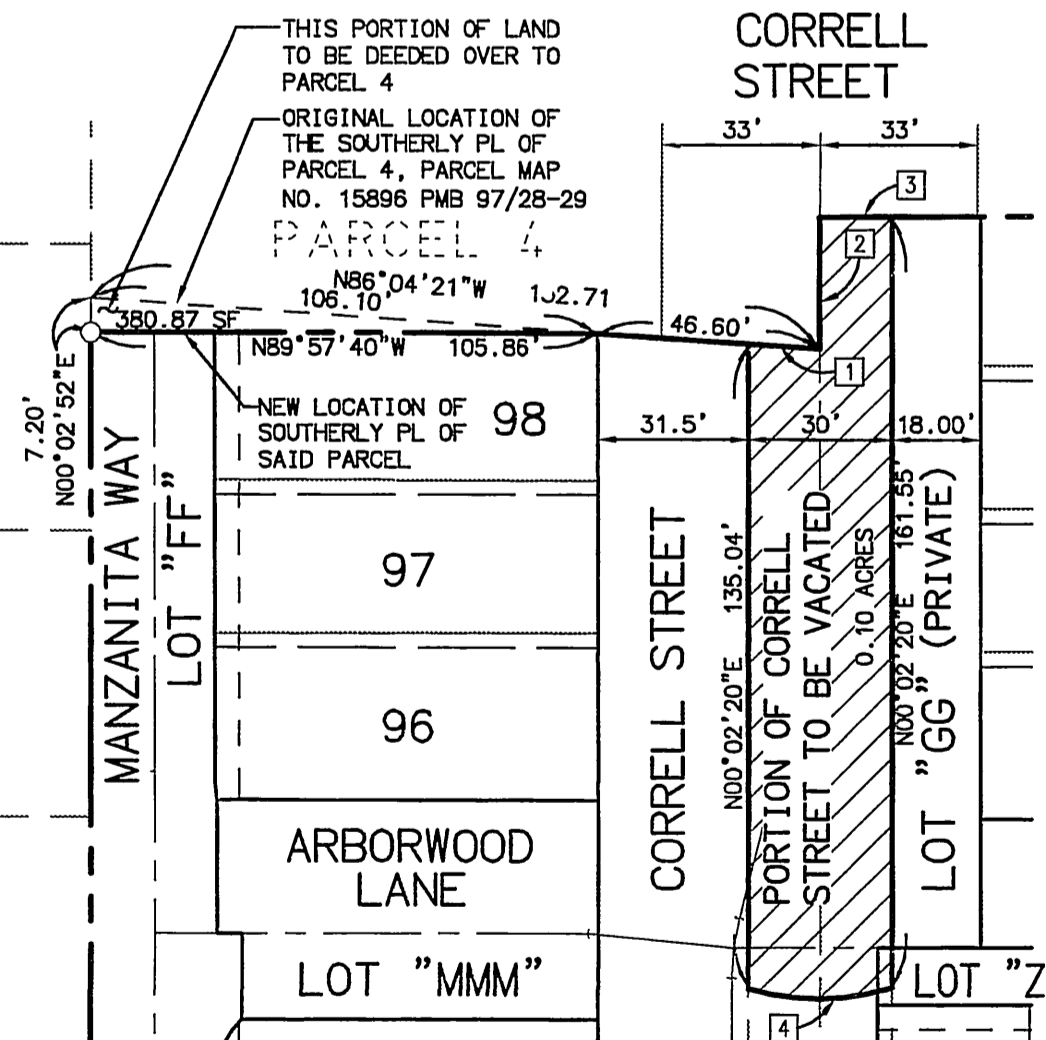 THIS PORTION OF LAND
TO BE DEEDED OVER TO
PARCEL 4
ORIGINAL LOCATION OF
THE SOUTHERLY PL OF
PARCEL 4, PARCEL MAP
NO. 15896 PMB 97/28-29
CORRELL
STREET
33'
33'
3
2
PARCEL 4
N86°04'21"W
106.10'
46.60'
1
380.87 SF
N89°57'40"W
105.86'
7.20'
N00°02'52"E
NEW LOCATION OF
SOUTHERLY PL OF
SAID PARCEL
98
97
96
31.5'
30'
18.00'
MANZANITA WAY
LOT "FF"
CORRELL STREET
N00°02'20"E 135.04'
PORTION OF CORRELL
STREET TO BE VACATED
0.10 ACRES
N00°02'20"E 161.55'
LOT "GG" (PRIVATE)
ARBORWOOD
LANE
LOT "MMM"
LOT "Z
4